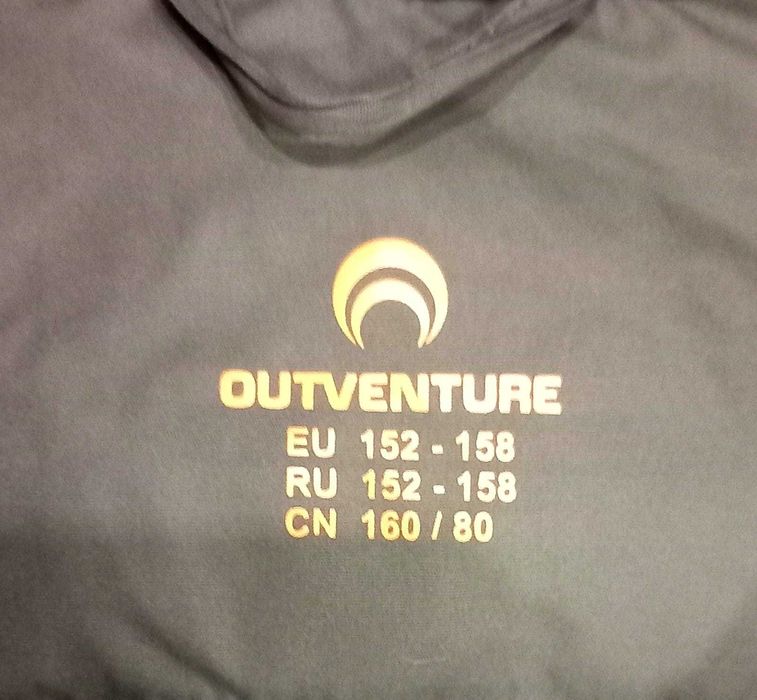 OUTVENTURE
EU 152 - 158
RU 152 - 158
CN 160 / 80